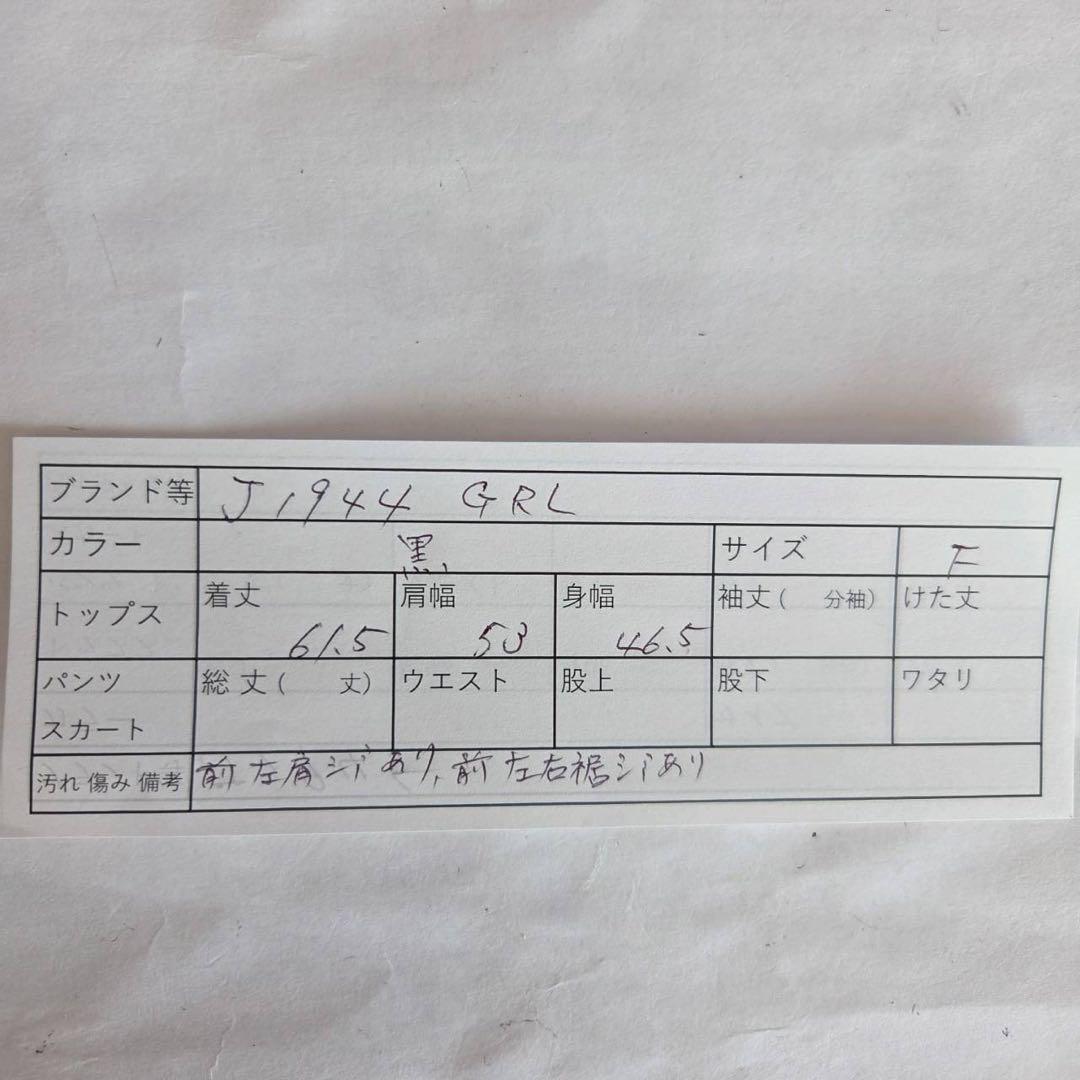 ブランド等 J1944 GRL
カラー 黒 サイズ F
トップス 着丈 61.5 肩幅 53 身幅 46.5 袖丈( 分袖) けた丈
パンツ 総丈( 丈) ウエスト 股上 股下 ワタリ
スカート
汚れ 傷み 備考 前左肩シミあり,前左右裾シミあり